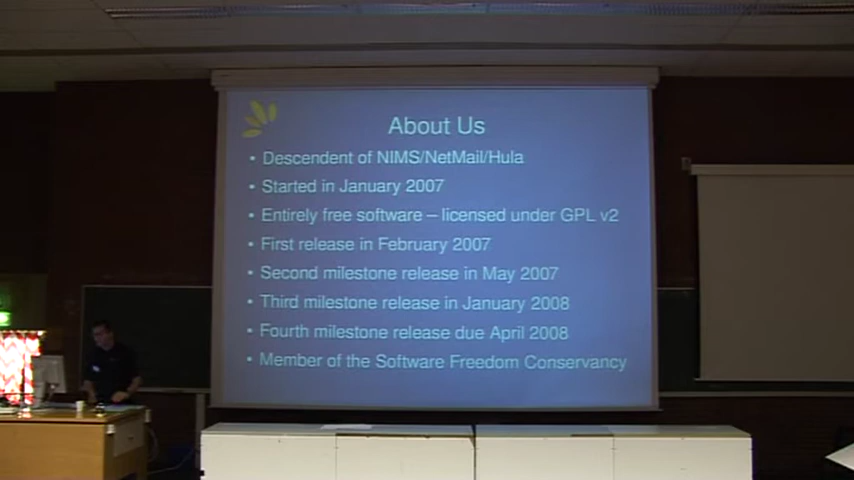 About Us
• Descendent of NIMS/NetMail/Hula
• Started in January 2007
• Entirely free software – licensed under GPL v2
• First release in February 2007
• Second milestone release in May 2007
• Third milestone release in January 2008
• Fourth milestone release due April 2008
• Member of the Software Freedom Conservancy